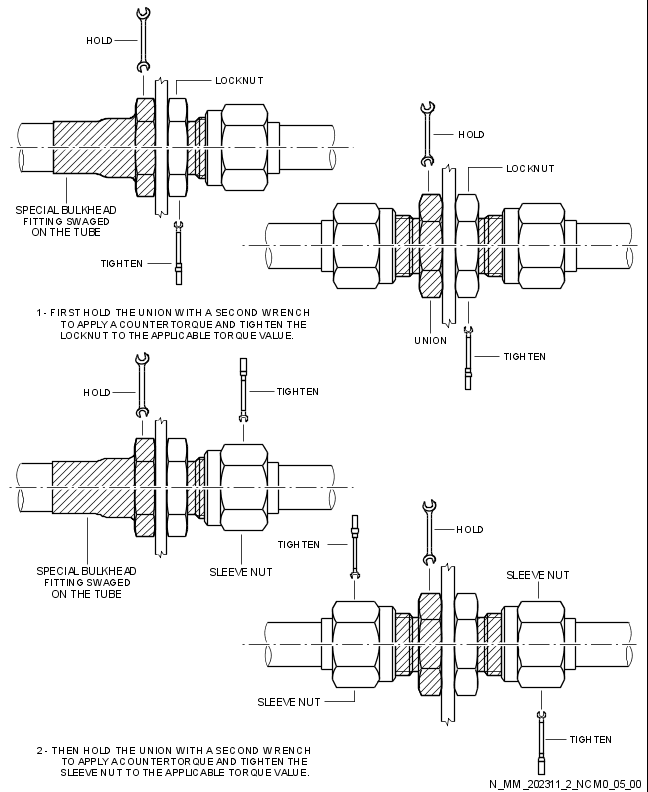 HOLD
LOCKNUT
SPECIAL BULKHEAD
FITTING SWAGED
ON THE TUBE
TIGHTEN
HOLD
LOCKNUT
UNION
TIGHTEN
1- FIRST HOLD THE UNION WITH A SECOND WRENCH
TO APPLY A COUNTERTORQUE AND TIGHTEN THE
LOCKNUT TO THE APPLICABLE TORQUE VALUE.
HOLD
TIGHTEN
SPECIAL BULKHEAD
FITTING SWAGED
ON THE TUBE
SLEEVE NUT
TIGHTEN
HOLD
SLEEVE NUT
SLEEVE NUT
TIGHTEN
2- THEN HOLD THE UNION WITH A SECOND WRENCH
TO APPLY A COUNTERTORQUE AND TIGHTEN THE
SLEEVE NUT TO THE APPLICABLE TORQUE VALUE.
N_MM_202311_2_NCM0_05_00